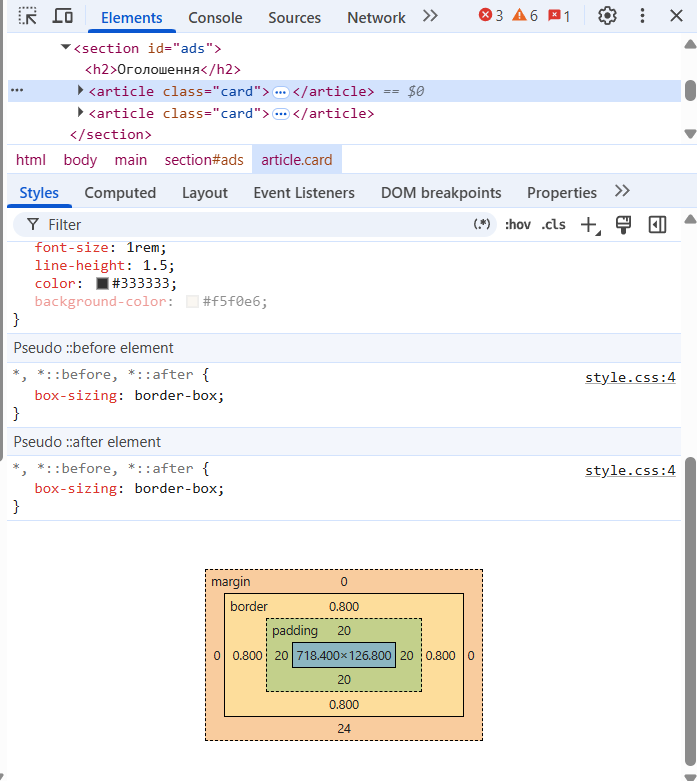 Elements Console Sources Network 3 6 1
<section id="ads">
<h2>Оголошення</h2>
<article class="card"> ⋯ </article> == $0
<article class="card"> ⋯ </article>
</section>
html body main section#ads article.card
Styles Computed Layout Event Listeners DOM breakpoints Properties
Filter (.*) :hov .cls
font-size: 1rem;
line-height: 1.5;
color: #333333;
background-color: #f5f0e6;
}
Pseudo ::before element
*, *::before, *::after { style.css:4
box-sizing: border-box;
}
Pseudo ::after element
*, *::before, *::after { style.css:4
box-sizing: border-box;
}
margin 0
border 0.800
padding 20
0 0.800 20 718.400×126.800 20 0.800 0
20
0.800
24